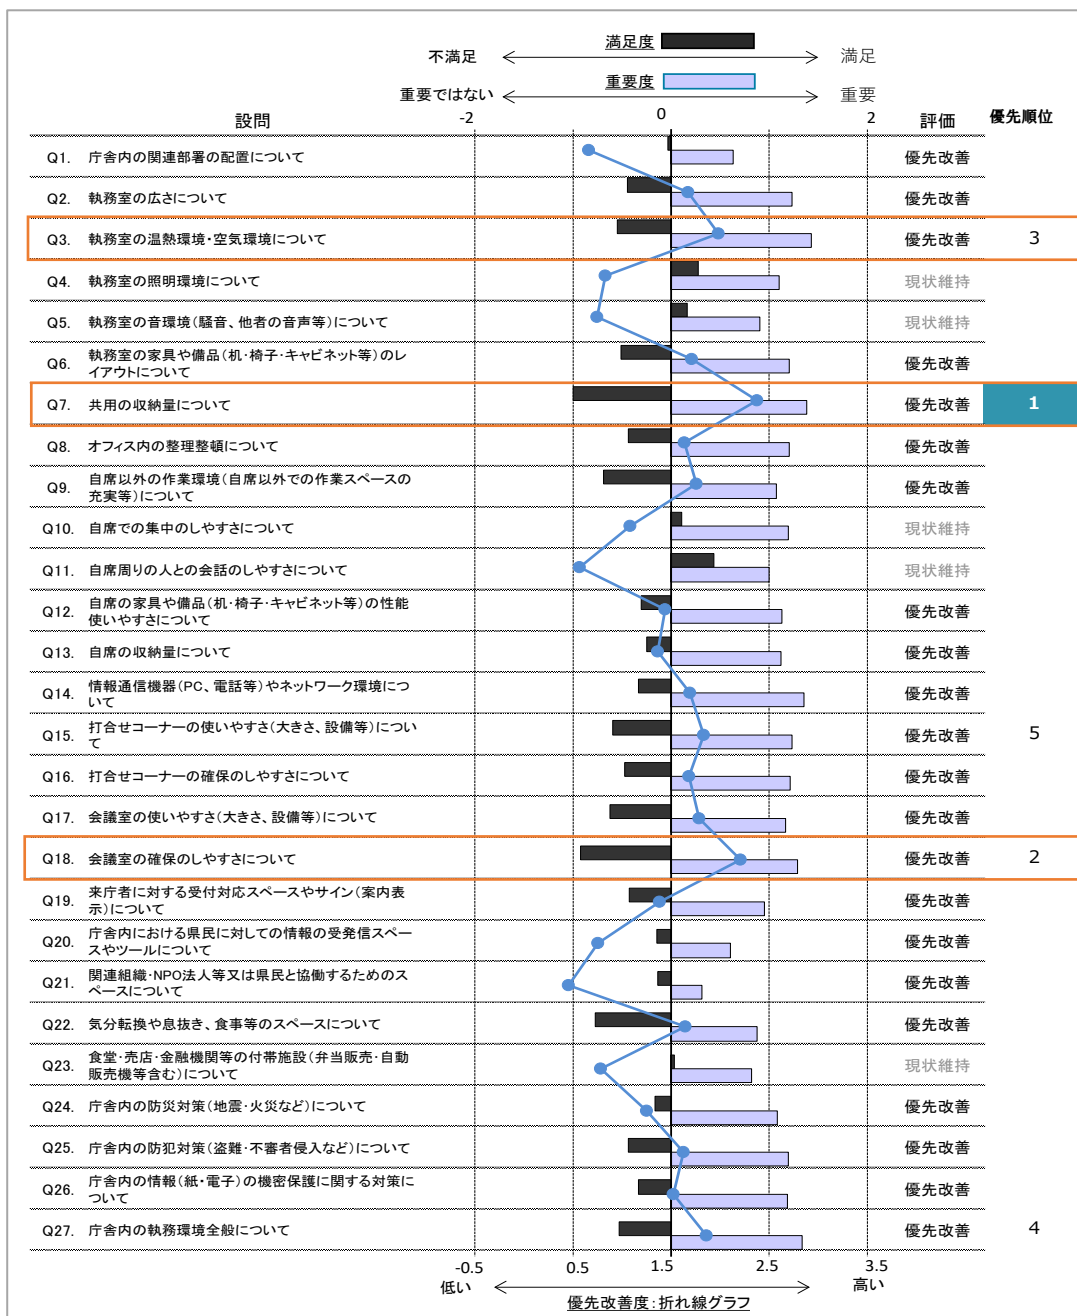 満足度
不満足 満足
重要度
重要ではない 重要
設問 -2 0 2 評価 優先順位
Q1. 庁舎内の関連部署の配置について 優先改善
Q2. 執務室の広さについて 優先改善
Q3. 執務室の温熱環境・空気環境について 優先改善 3
Q4. 執務室の照明環境について 現状維持
Q5. 執務室の音環境（騒音、他者の音声等）について 現状維持
Q6. 執務室の家具や備品（机・椅子・キャビネット等）のレ
イアウトについて 優先改善
Q7. 共用の収納量について 優先改善 1
Q8. オフィス内の整理整頓について 優先改善
Q9. 自席以外の作業環境（自席以外での作業スペースの
充実等）について 優先改善
Q10. 自席での集中のしやすさについて 現状維持
Q11. 自席周りの人との会話のしやすさについて 現状維持
Q12. 自席の家具や備品（机・椅子・キャビネット等）の性能
使いやすさについて 優先改善
Q13. 自席の収納量について 優先改善
Q14. 情報通信機器（PC、電話等）やネットワーク環境につ
いて 優先改善
Q15. 打合せコーナーの使いやすさ（大きさ、設備等）につい
て 優先改善 5
Q16. 打合せコーナーの確保のしやすさについて 優先改善
Q17. 会議室の使いやすさ（大きさ、設備等）について 優先改善
Q18. 会議室の確保のしやすさについて 優先改善 2
Q19. 来庁者に対する受付対応スペースやサイン（案内表
示）について 優先改善
Q20. 庁舎内における県民に対しての情報の受発信スペー
スやツールについて 優先改善
Q21. 関連組織・NPO法人等又は県民と協働するためのス
ペースについて 優先改善
Q22. 気分転換や息抜き、食事等のスペースについて 優先改善
Q23. 食堂・売店・金融機関等の付帯施設（弁当販売・自動
販売機等含む）について 現状維持
Q24. 庁舎内の防災対策（地震・火災など）について 優先改善
Q25. 庁舎内の防犯対策（盗難・不審者侵入など）について 優先改善
Q26. 庁舎内の情報（紙・電子）の機密保護に関する対策に
ついて 優先改善
Q27. 庁舎内の執務環境全般について 優先改善 4
-0.5 0.5 1.5 2.5 3.5
低い 高い
優先改善度：折れ線グラフ